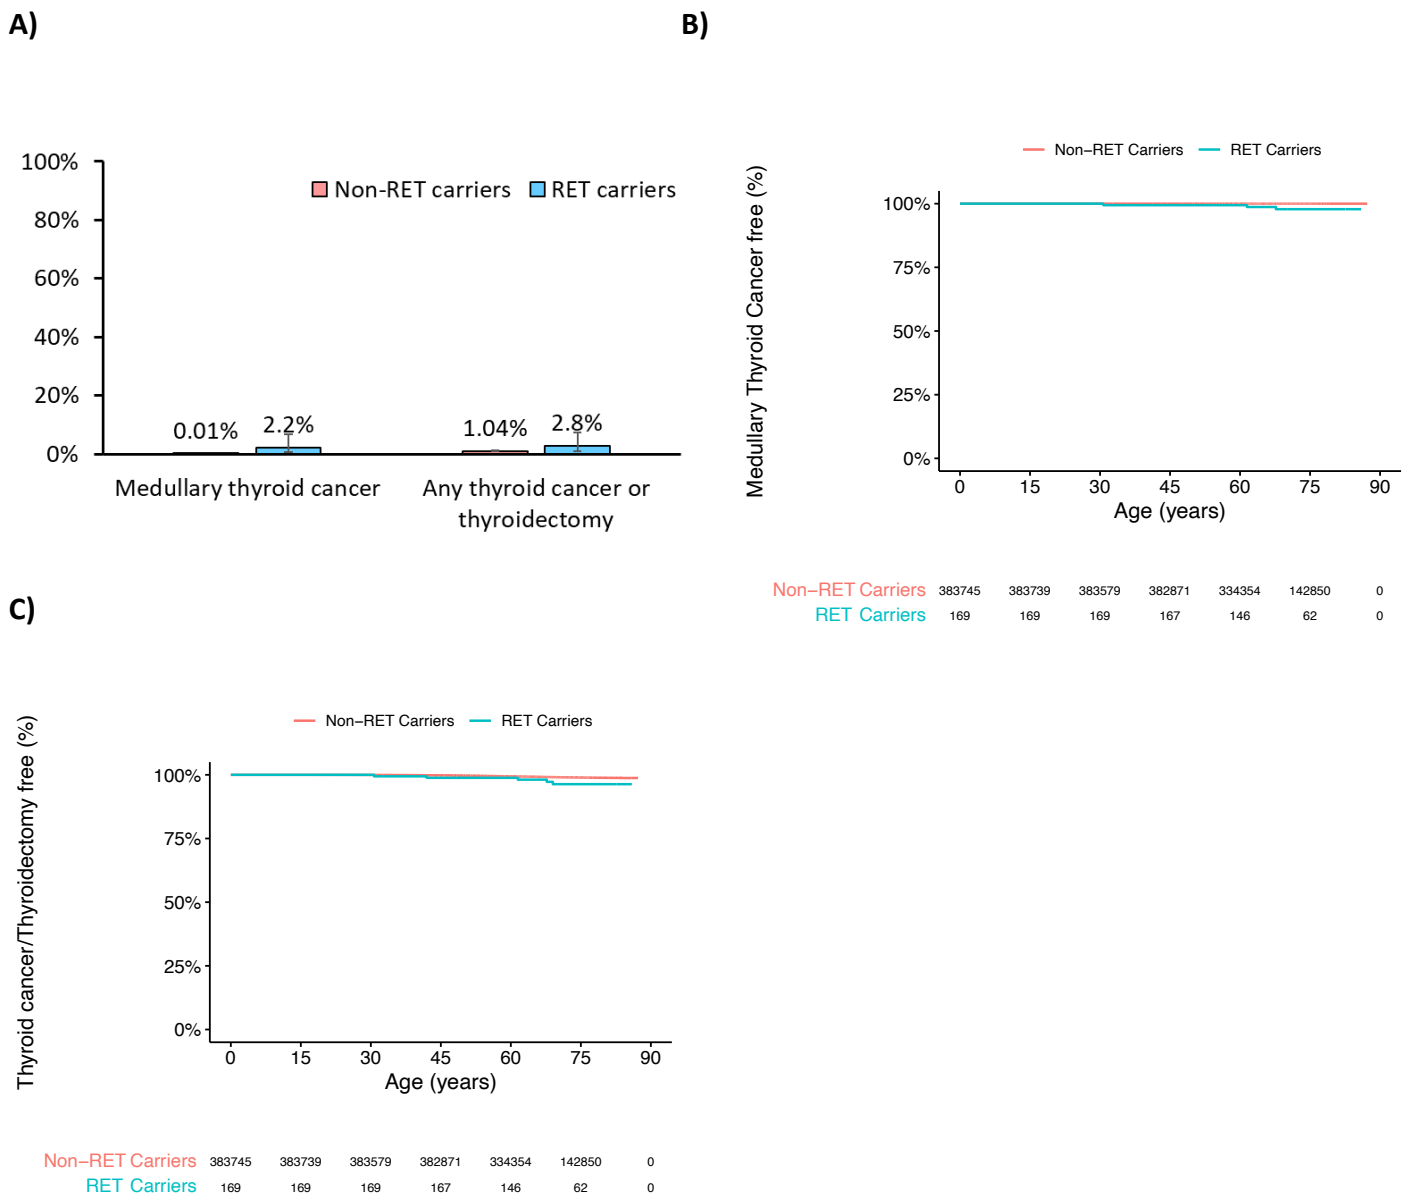 A)
100%
80%
60%
40%
20%
0%
Non-RET carriers RET carriers
0.01% 2.2% 1.04% 2.8%
Medullary thyroid cancer
Any thyroid cancer or
thyroidectomy
B)
Non−RET Carriers RET Carriers
Medullary Thyroid Cancer free (%)
100%
75%
50%
25%
0%
0 15 30 45 60 75 90
Age (years)
Non−RET Carriers 383745 383739 383579 382871 334354 142850 0
RET Carriers 169 169 169 167 146 62 0
C)
Non−RET Carriers RET Carriers
Thyroid cancer/Thyroidectomy free (%)
100%
75%
50%
25%
0%
0 15 30 45 60 75 90
Age (years)
Non−RET Carriers 383745 383739 383579 382871 334354 142850 0
RET Carriers 169 169 169 167 146 62 0